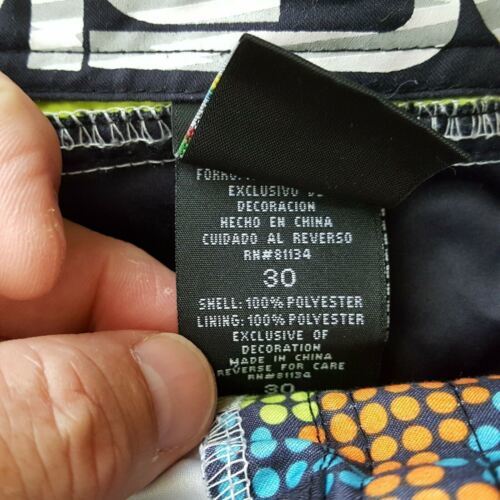 EXCLUSIVO DE
DECORACION
HECHO EN CHINA
CUIDADO AL REVERSO
RN#81134
30
SHELL: 100% POLYESTER
LINING: 100% POLYESTER
EXCLUSIVE OF
DECORATION
MADE IN CHINA
REVERSE FOR CARE
RN#81134
30